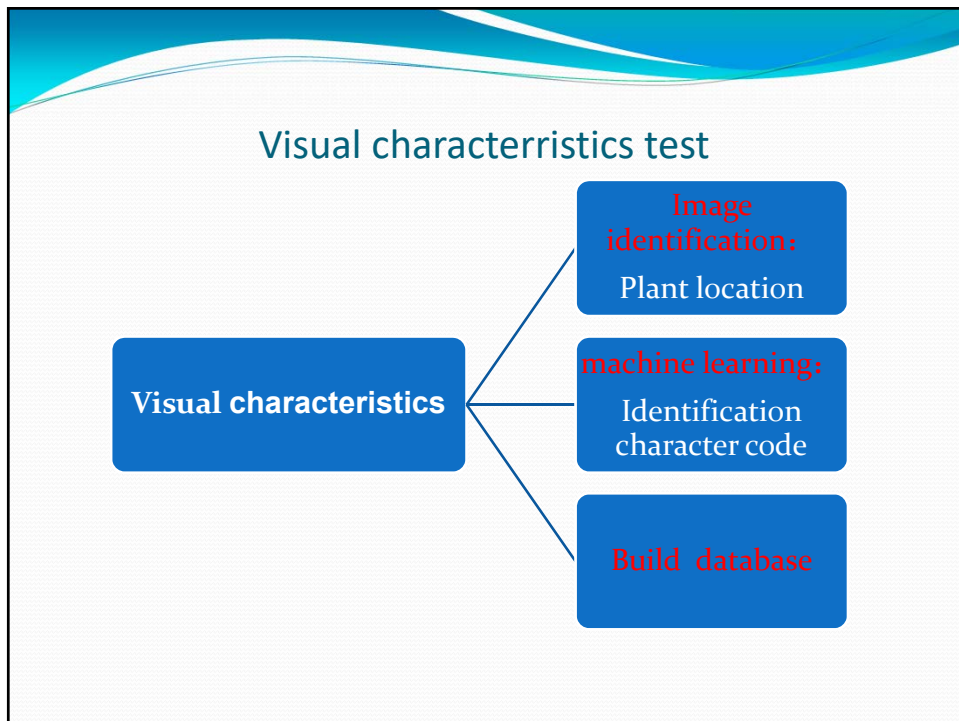 Visual characterristics test
Image
identification：
Plant location
Visual characteristics
machine learning：
Identification
character code
Build database